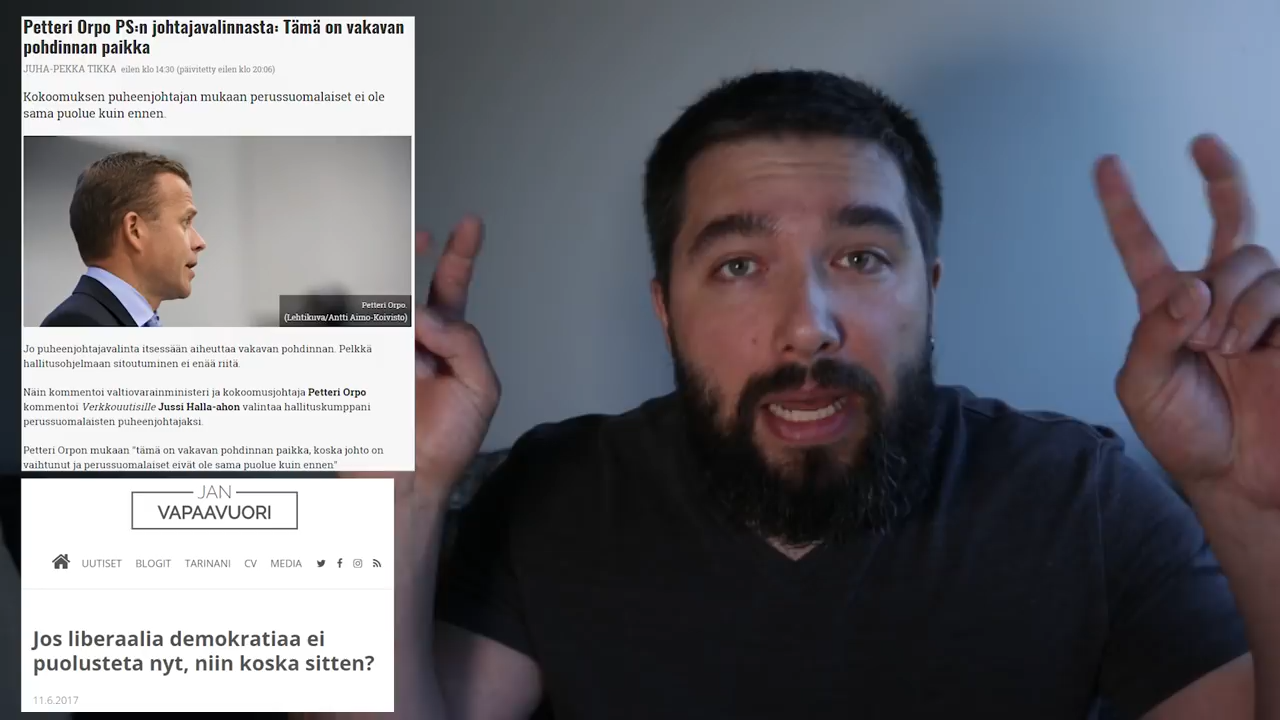 Petteri Orpo PS:n johtajavalinnasta: Tämä on vakavan
pohdinnan paikka
JUHA-PEKKA TIKKA eilen klo 14:30 (päivitetty eilen klo 20:06)
Kokoomuksen puheenjohtajan mukaan perussuomalaiset ei ole
sama puolue kuin ennen.
Petteri Orpo.
(Lehtikuva/Antti Aimo-Koivisto)
Jo puheenjohtajavalinta itsessään aiheuttaa vakavan pohdinnan. Pelkkä
hallitusohjelmaan sitoutuminen ei enää riitä.
Näin kommentoi valtiovarainministeri ja kokoomusjohtaja Petteri Orpo
kommentoi Verkkouutisille Jussi Halla-ahon valintaa hallituskumppani
perussuomalaisten puheenjohtajaksi.
Petteri Orpon mukaan "tämä on vakavan pohdinnan paikka, koska johto on
vaihtunut ja perussuomalaiset eivät ole sama puolue kuin ennen"
JAN
VAPAAVUORI
UUTISET BLOGIT TARINANI CV MEDIA
Jos liberaalia demokratiaa ei
puolusteta nyt, niin koska sitten?
11.6.2017